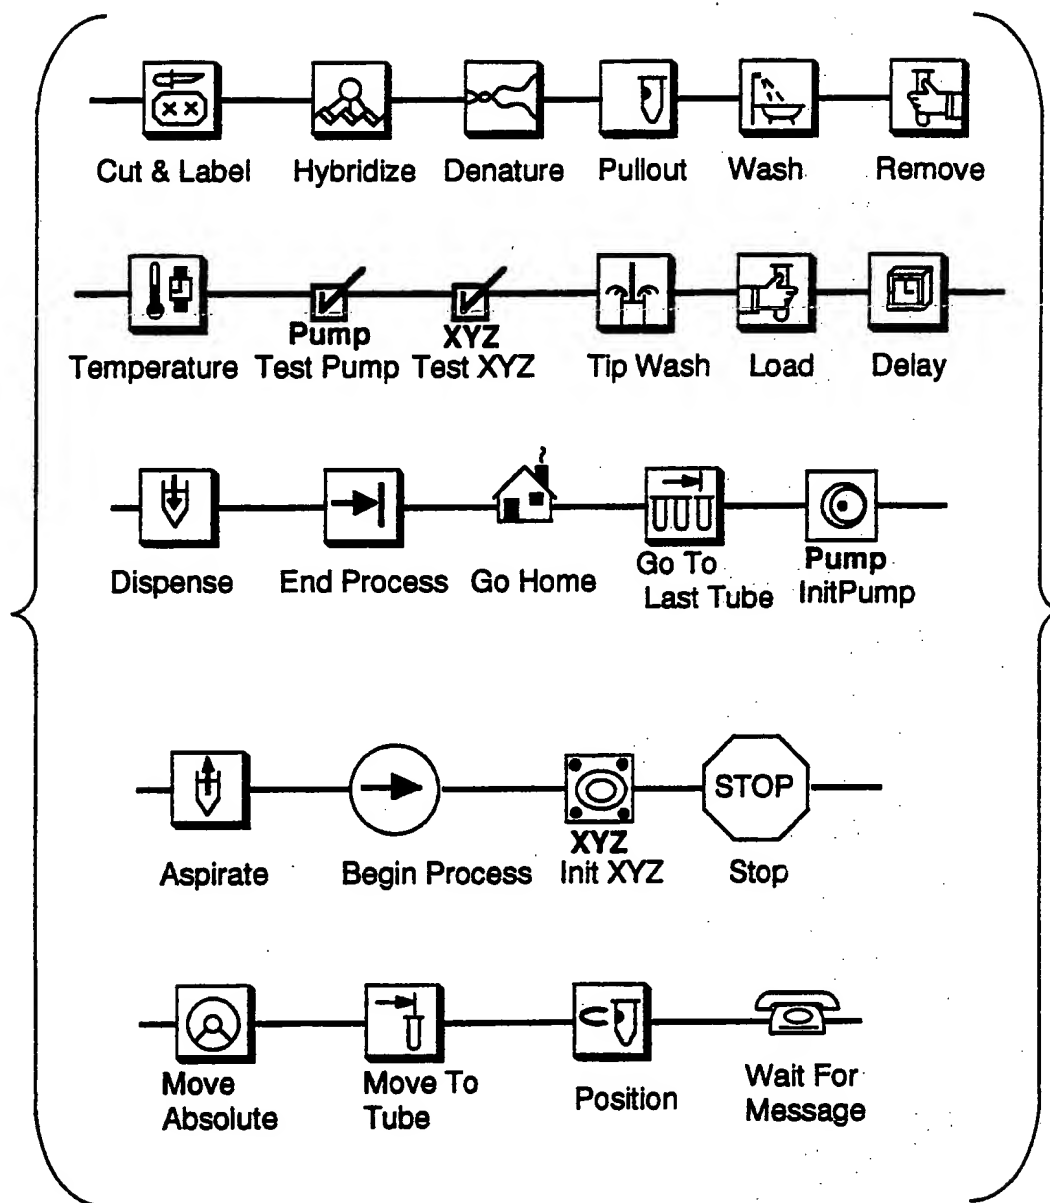 Cut & Label Hybridize Denature Pullout Wash Remove
Pump XYZ
Temperature Test Pump Test XYZ Tip Wash Load Delay
Dispense End Process Go Home Go To Last Tube Pump InitPump
STOP
XYZ
Aspirate Begin Process Init XYZ Stop
Move Absolute
Move To Tube
Position
Wait For Message